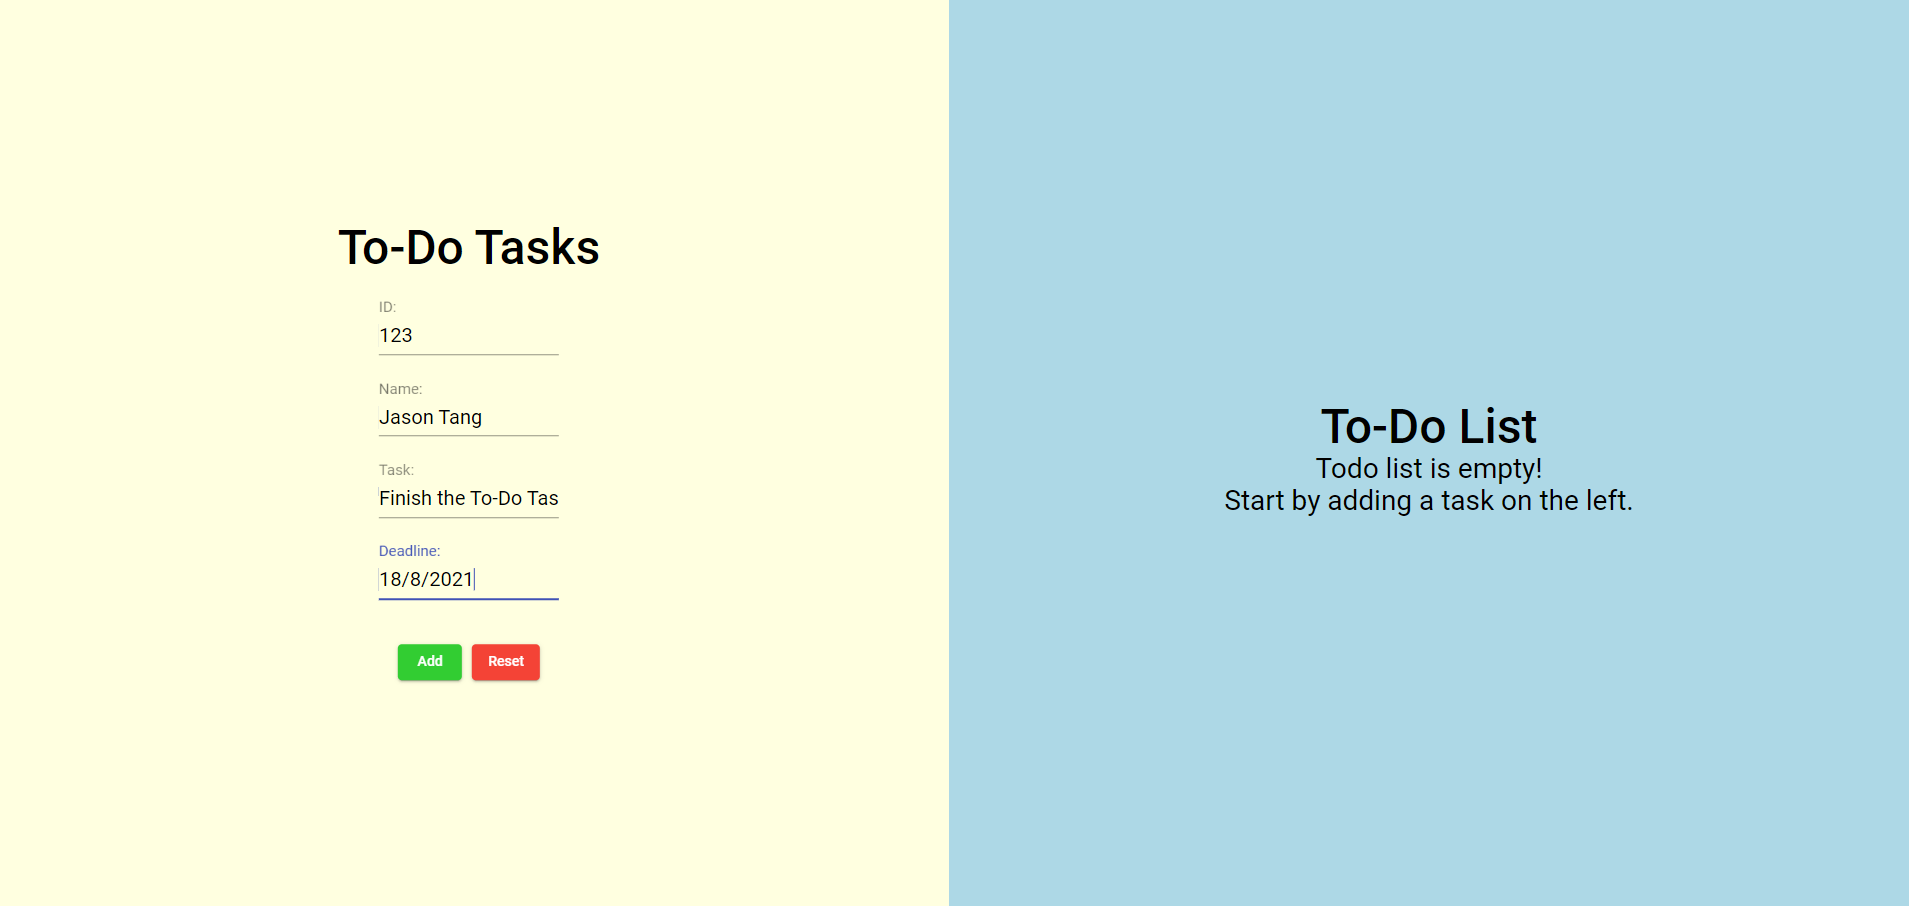 To-Do Tasks
ID:
123
Name:
Jason Tang
Task:
Finish the To-Do Tas
Deadline:
18/8/2021
Add Reset
To-Do List
Todo list is empty!
Start by adding a task on the left.